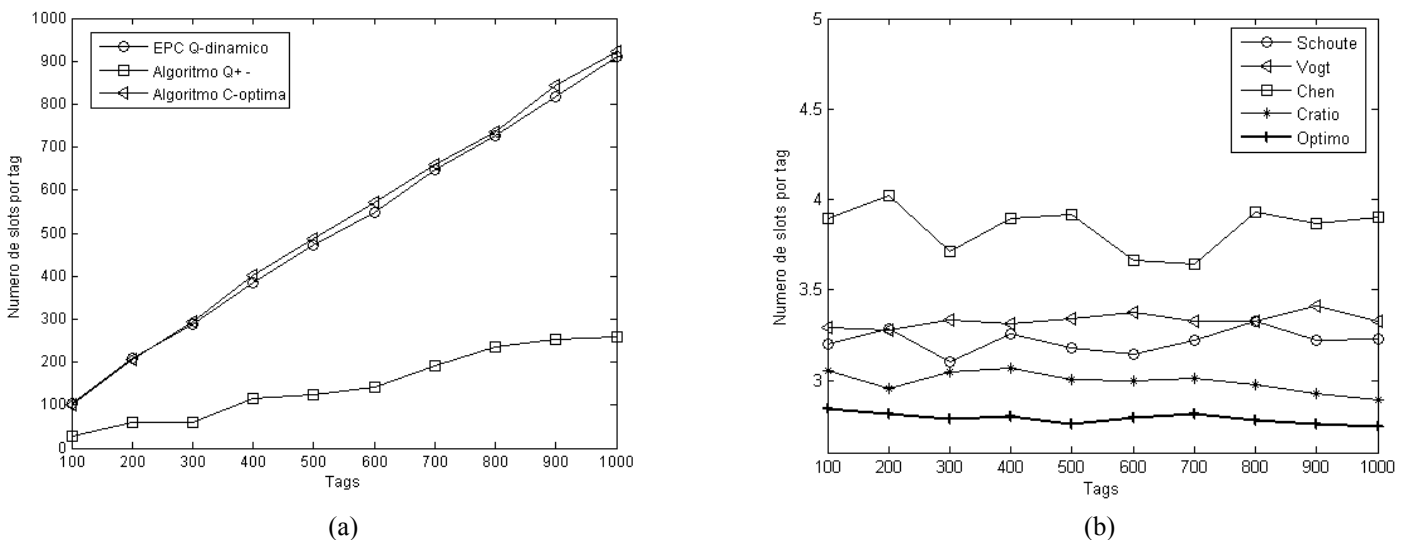 1000
900
800
700
600
500
400
300
200
100
0
Numero de slots por tag
EPC Q-dinamico
Algoritmo Q+ -
Algoritmo C-optima
100 200 300 400 500 600 700 800 900 1000
Tags
(a)
5
4.5
4
3.5
3
Numero de slots por tag
Schoute
Vogt
Chen
Cratio
Optimo
100 200 300 400 500 600 700 800 900 1000
Tags
(b)